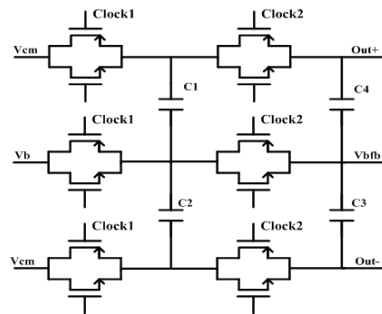 Clock1 Clock2
Vcm Out+
C1 C4
Clock1 Clock2
Vb Vbfb
C2 C3
Clock1 Clock2
Vcm Out-